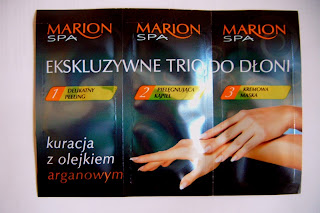 MARION MARION MARION
SPA SPA SPA
EKSKLUZYWNE TRIO DO DŁONI
1 DELIKATNY PEELING
2 PIELĘGNUJĄCA KĄPIEL
3 KREMOWA MASKA
kuracja
z olejkiem
arganowym